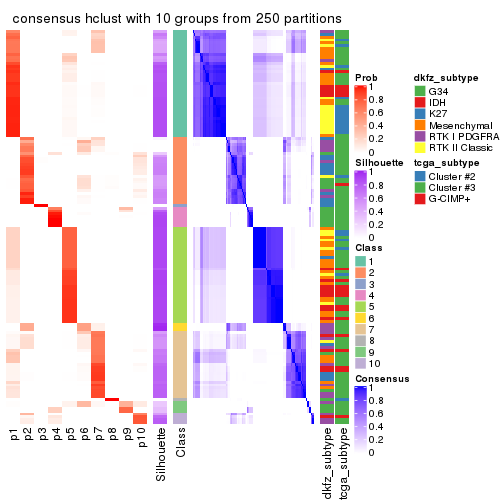 consensus hclust with 10 groups from 250 partitions
Prob
1
0.8
0.6
0.4
0.2
0
Silhouette
1
0.8
0.6
0.4
0.2
0
Class
1
2
3
4
5
6
7
8
9
10
Consensus
1
0.8
0.6
0.4
0.2
0
dkfz_subtype
G34
IDH
K27
Mesenchymal
RTK I PDGFRA
RTK II Classic
tcga_subtype
Cluster #2
Cluster #3
G-CIMP+
p1
p2
p3
p4
p5
p6
p7
p8
p9
p10
Silhouette
Class
dkfz_subtype
tcga_subtype